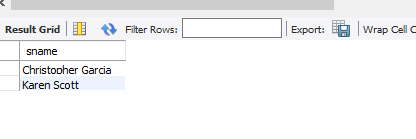 Result Grid Filter Rows: Export: Wrap Cell C
sname
Christopher Garcia
Karen Scott